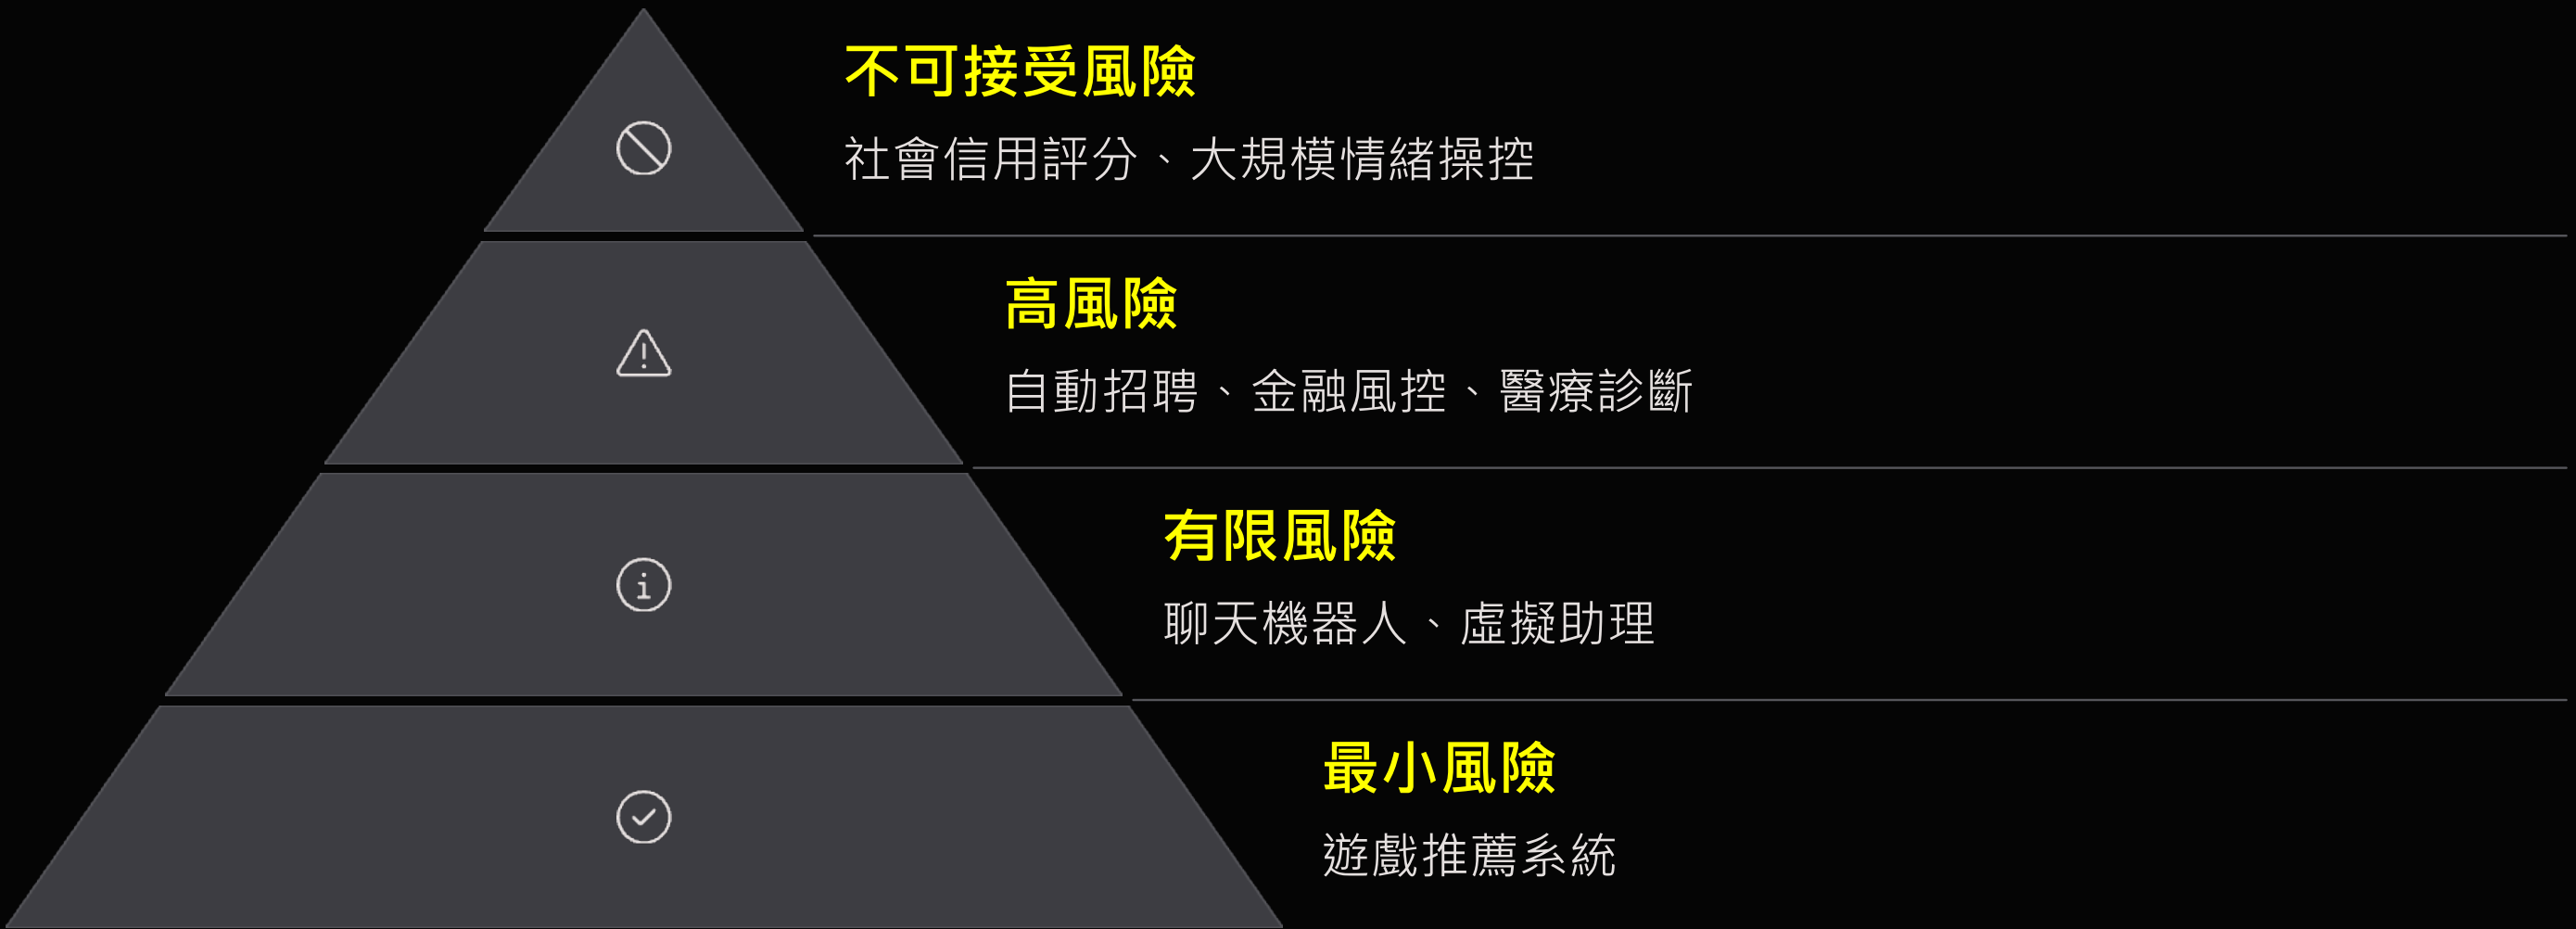 不可接受風險
社會信用評分、大規模情緒操控
高風險
自動招聘、金融風控、醫療診斷
有限風險
聊天機器人、虛擬助理
最小風險
遊戲推薦系統